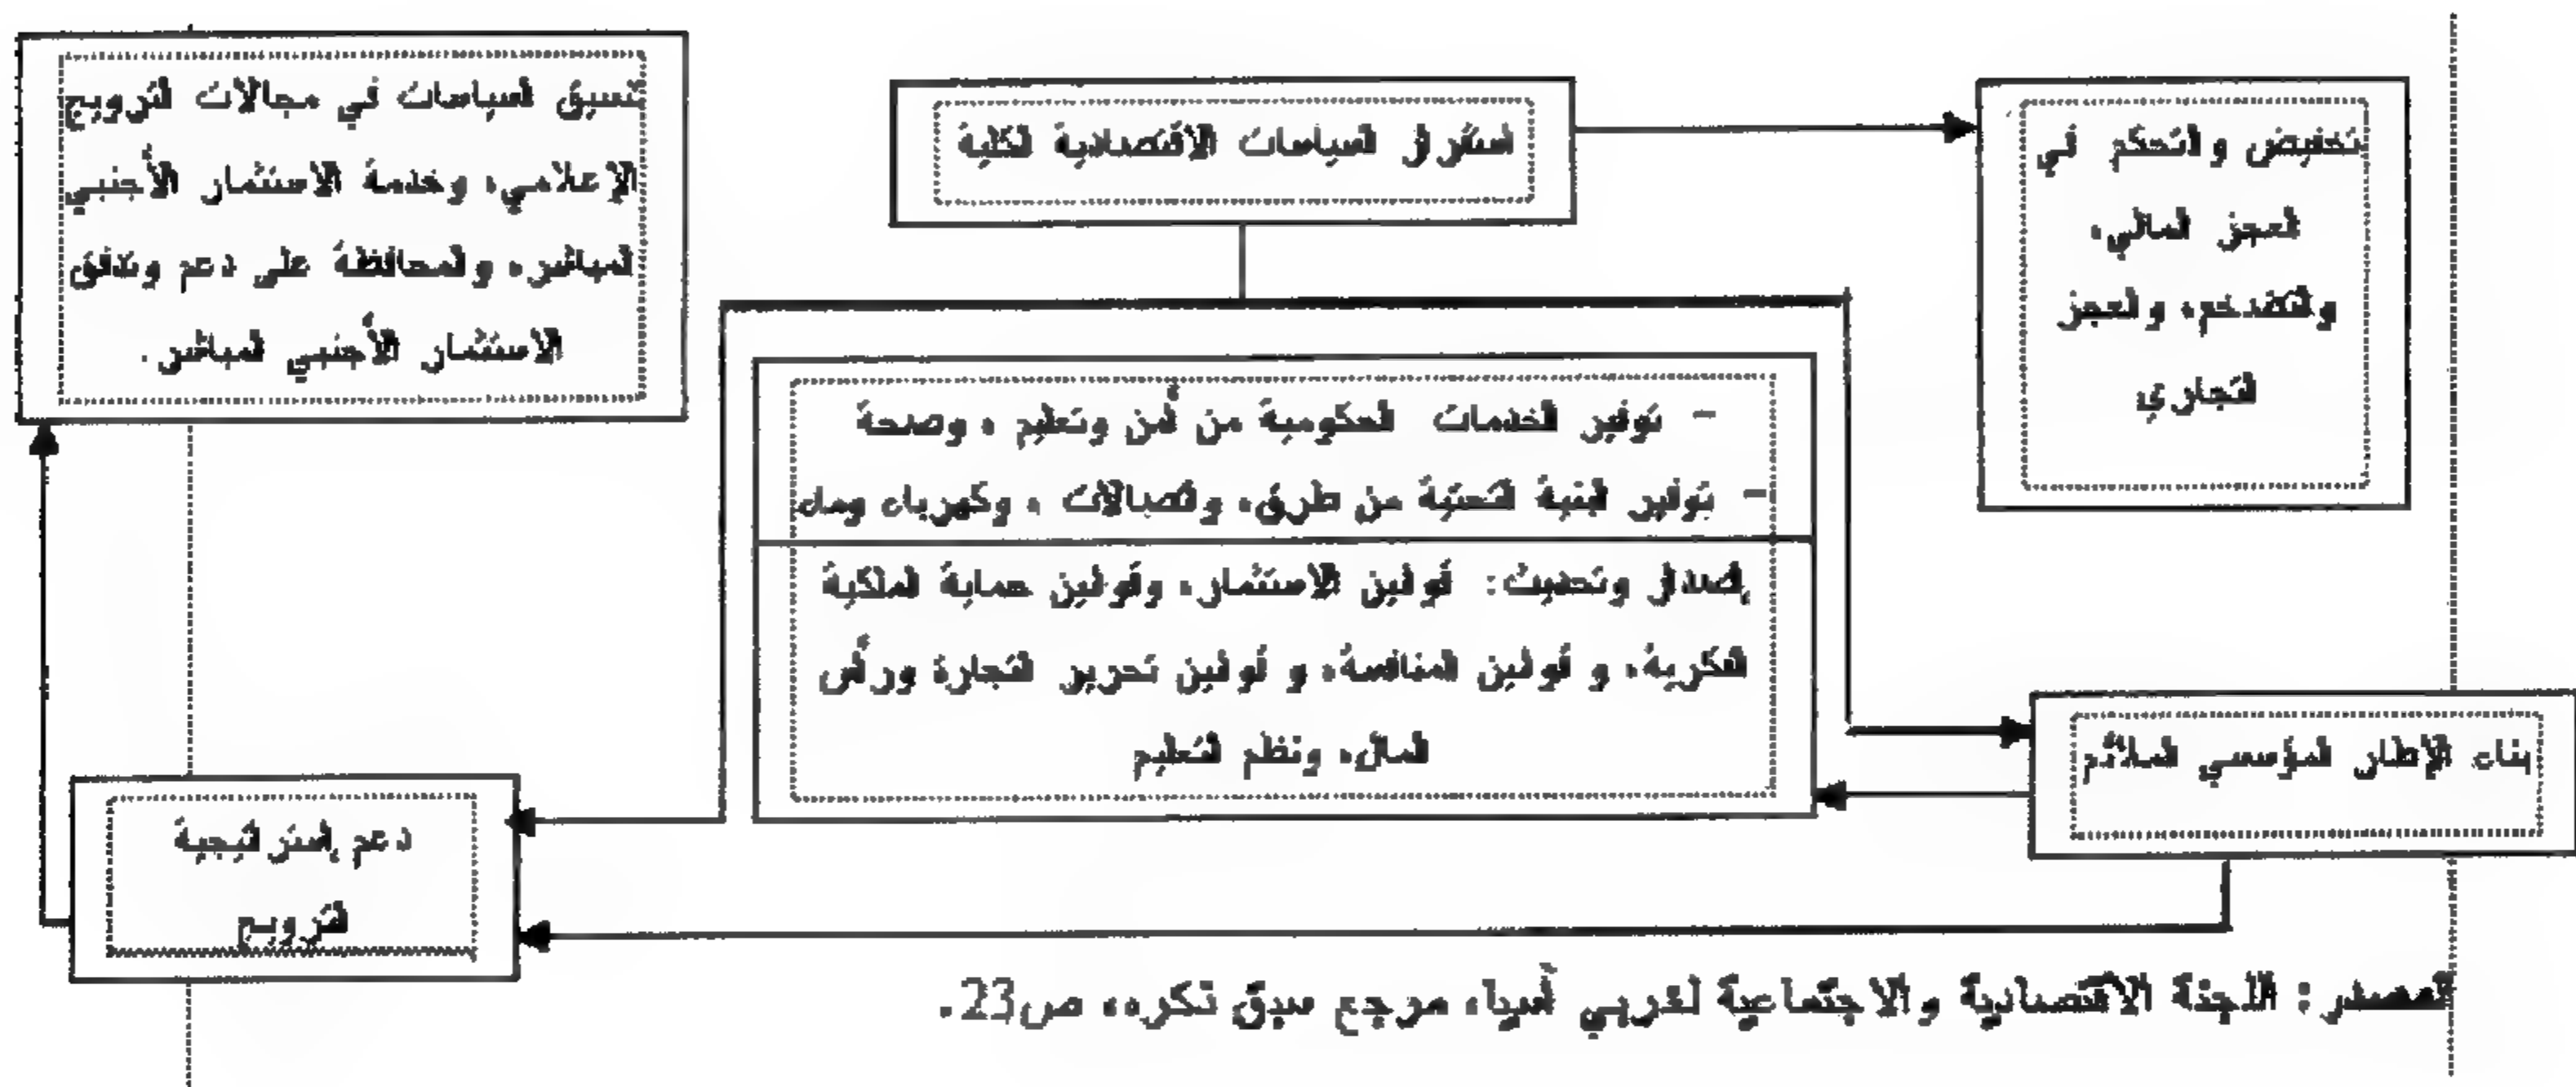 استقرار السياسات الاقتصادية الكلية
تخفيض والتحكم في
العجز المالي،
والتضخم، والعجز
التجاري
تنسيق السياسات في مجالات الترويج
الإعلامي، وخدمة الاستثمار الأجنبي
المباشر، والمحافظة على دعم وتدفق
الاستثمار الأجنبي المباشر.
- توفير الخدمات الحكومية من أمن وتعليم ، وصحة
- توفير البنية التحتية من طرق، واتصالات ، وكهرباء وماء
إصدار وتحديث: قوانين الاستثمار، وقوانين حماية الملكية
الفكرية، و قوانين المنافسة، و قوانين تحرير التجارة ورأس
المال، ونظم التعليم
بناء الإطار المؤسسي الملائم
دعم إستراتيجية
الترويج
المصدر: اللجنة الاقتصادية والاجتماعية لغربي آسيا، مرجع سبق ذكره، ص23.